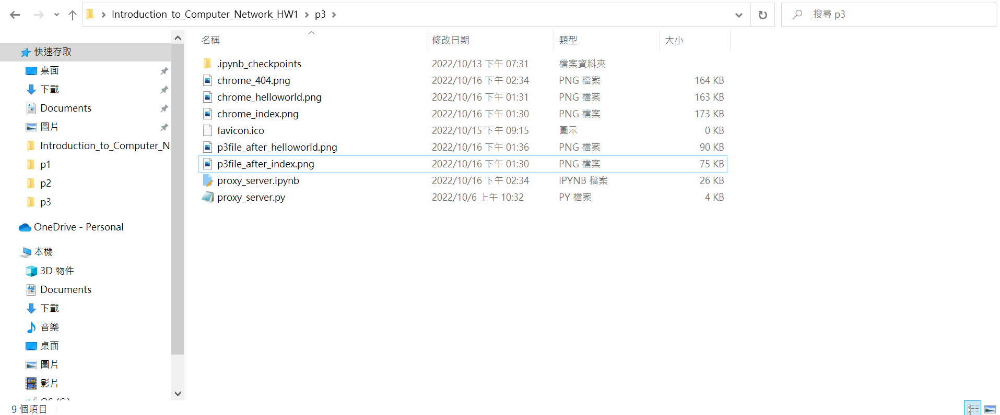 Introduction_to_Computer_Network_HW1 p3 搜尋 p3
名稱 修改日期 類型 大小
快速存取
桌面
下載
Documents
圖片
Introduction_to_Computer_N
p1
p2
p3
OneDrive - Personal
本機
3D 物件
Documents
下載
音樂
桌面
圖片
影片
.ipynb_checkpoints 2022/10/13 下午 07:31 檔案資料夾
chrome_404.png 2022/10/16 下午 02:34 PNG 檔案 164 KB
chrome_helloworld.png 2022/10/16 下午 01:31 PNG 檔案 163 KB
chrome_index.png 2022/10/16 下午 01:30 PNG 檔案 173 KB
favicon.ico 2022/10/15 下午 09:15 圖示 0 KB
p3file_after_helloworld.png 2022/10/16 下午 01:36 PNG 檔案 90 KB
p3file_after_index.png 2022/10/16 下午 01:30 PNG 檔案 75 KB
proxy_server.ipynb 2022/10/16 下午 02:34 IPYNB 檔案 26 KB
proxy_server.py 2022/10/6 上午 10:32 PY 檔案 4 KB
9 個項目